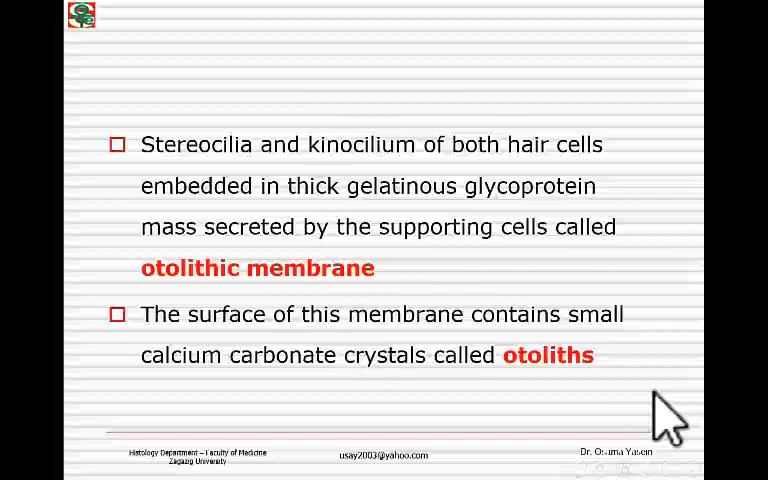 Stereocilia and kinocilium of both hair cells
embedded in thick gelatinous glycoprotein
mass secreted by the supporting cells called
otolithic membrane
The surface of this membrane contains small
calcium carbonate crystals called otoliths
Histology Department – Faculty of Medicine
Zagazig University
usay2003@yahoo.com
Dr. Osama Yasein